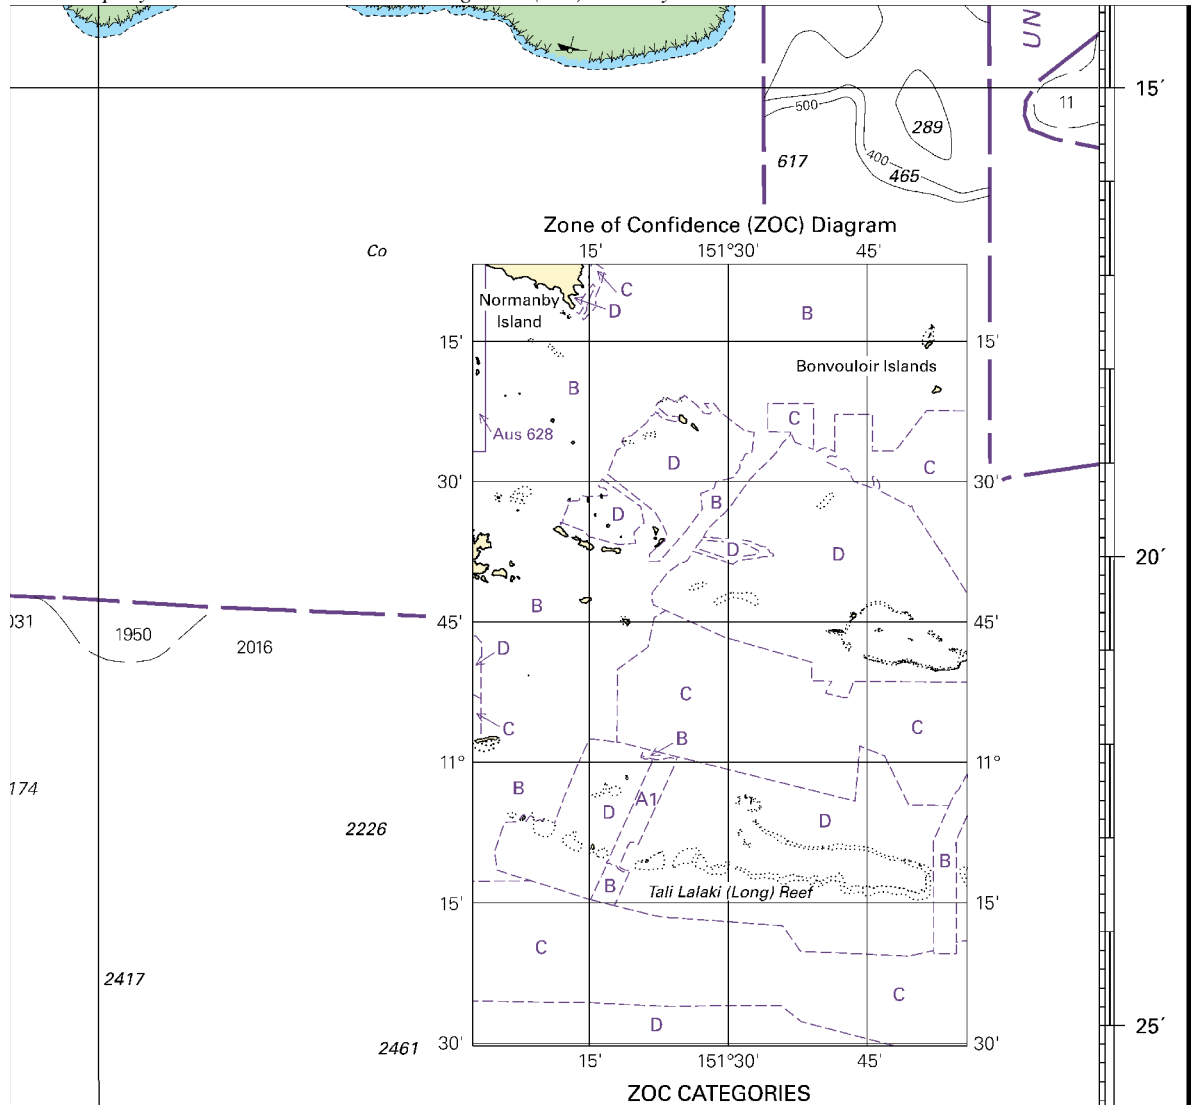 UN
15′
11
500
289
400
617
465
Zone of Confidence (ZOC) Diagram
15' 151°30' 45'
Co
C
Normanby
Island
D
B
15' 15'
Bonvouloir Islands
B
C
Aus 628
D
C
30' 30'
B
D
D
D
20′
B
031
1950
2016
45' 45'
D
C
C
C
B
11° 11°
174
B
A1
D
D
2226
B
B
Tali Lalaki (Long) Reef
15' 15'
C
2417
C
D
25′
2461
30' 30'
15' 151°30' 45'
ZOC CATEGORIES